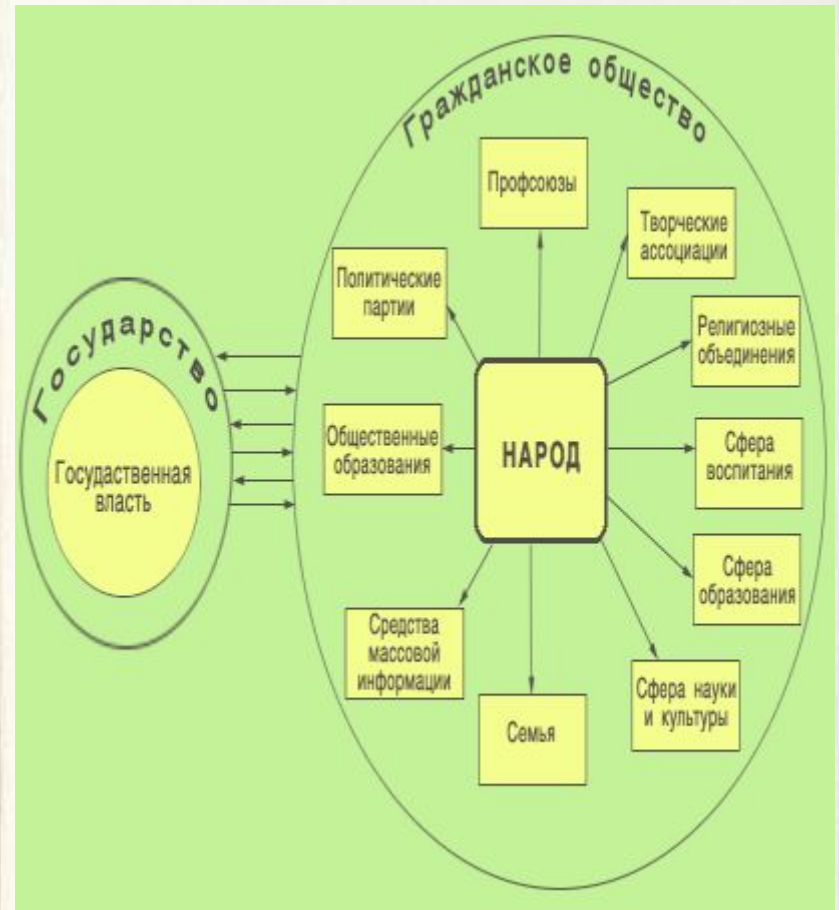 Гражданское общество
Профсоюзы
Творческие
ассоциации
Политические
партии
Религиозные
объединения
Государство
Государственная
власть
Общественные
образования
НАРОД
Сфера
воспитания
Сфера
образования
Средства
массовой
информации
Семья
Сфера науки
и культуры